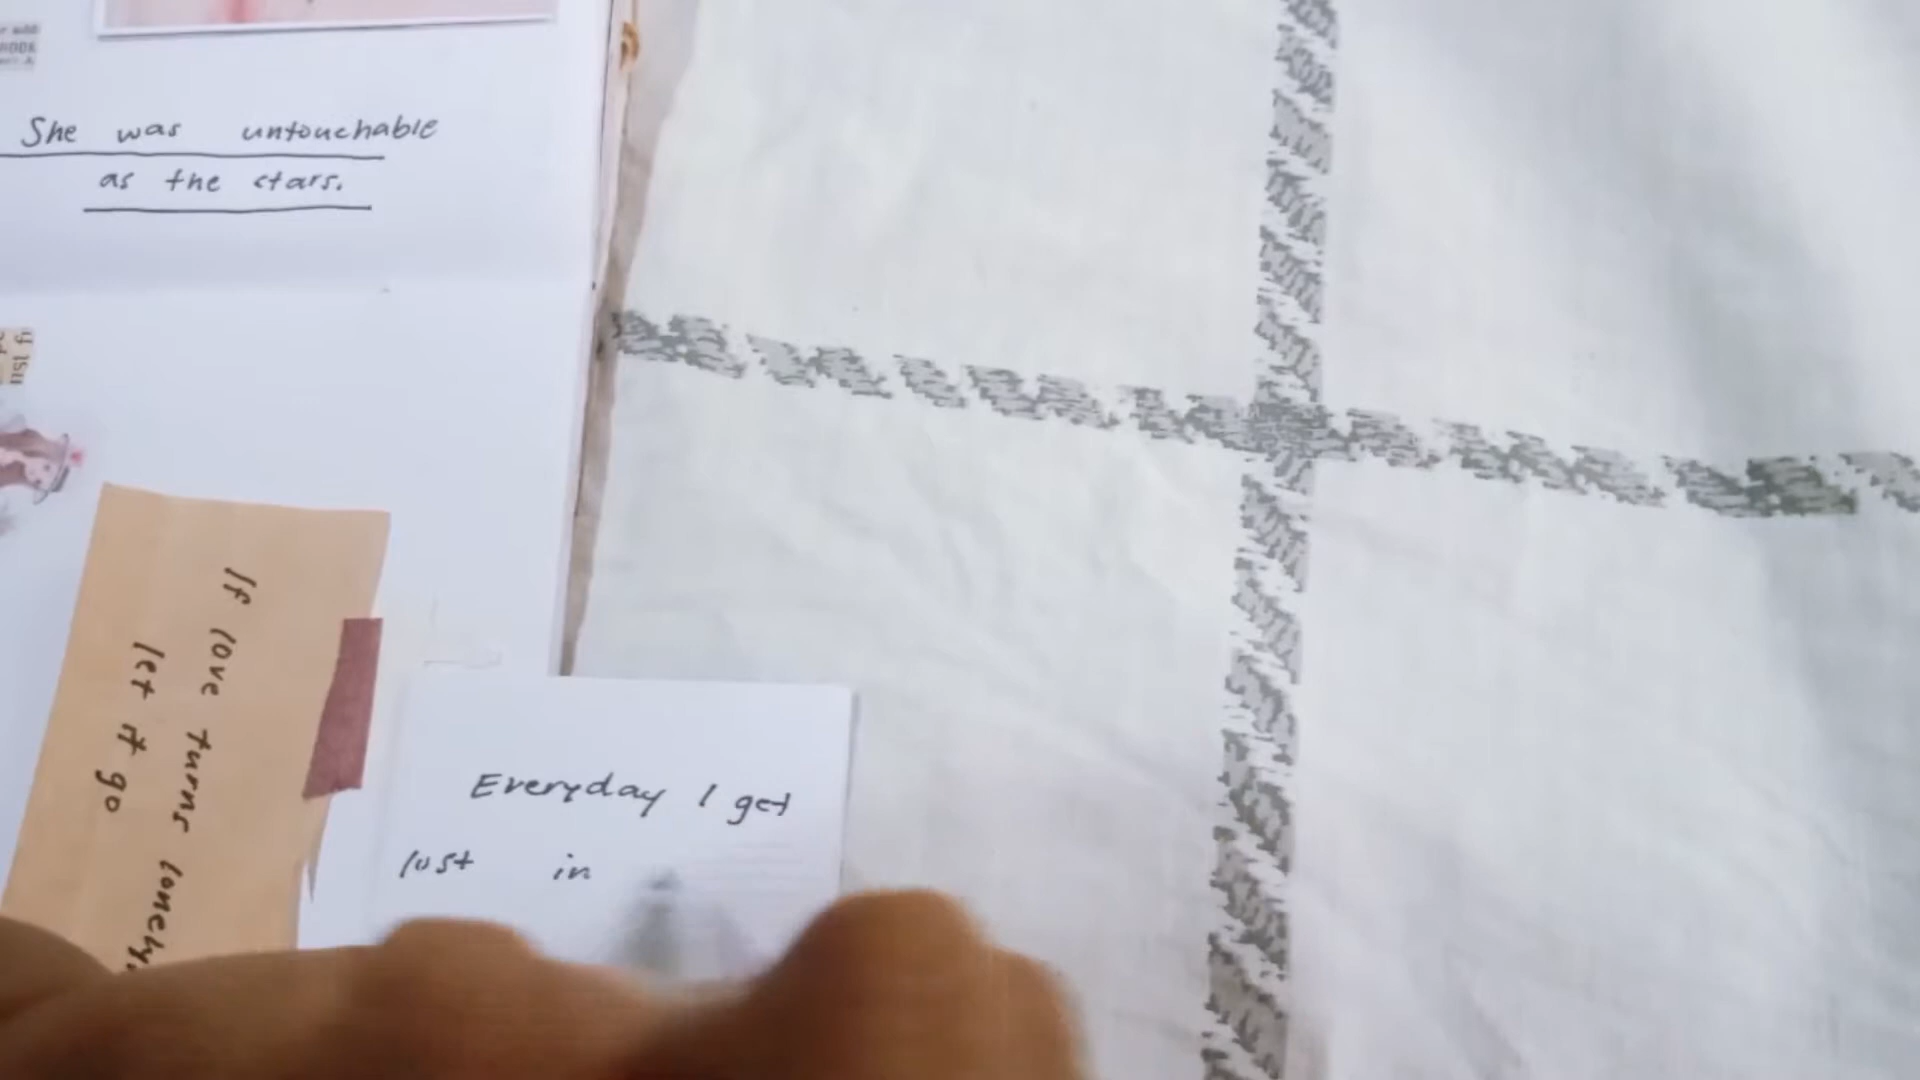 She was untouchable
as the stars.
If love turns lonely,
let it go
Everyday I get
lost in